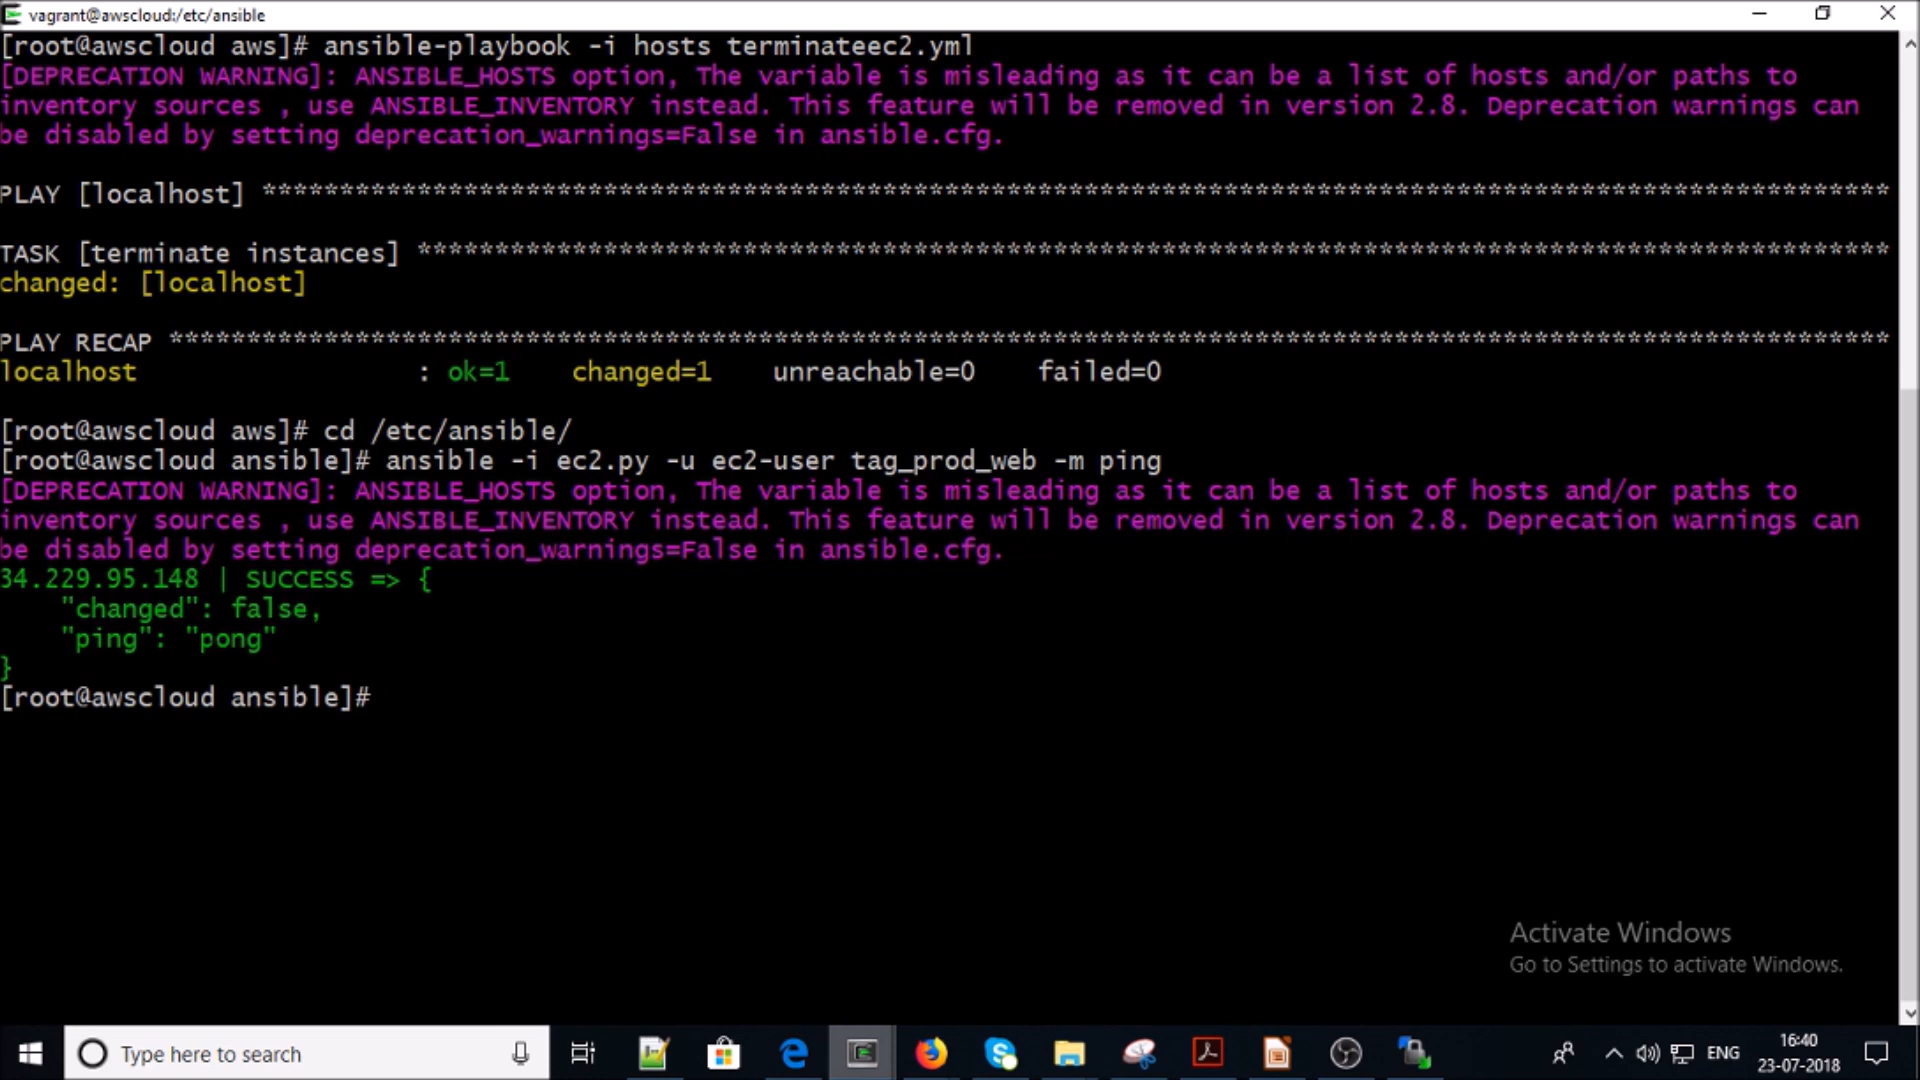 vagrant@awscloud:/etc/ansible
[root@awscloud aws]# ansible-playbook -i hosts terminateec2.yml
[DEPRECATION WARNING]: ANSIBLE_HOSTS option, The variable is misleading as it can be a list of hosts and/or paths to
inventory sources , use ANSIBLE_INVENTORY instead. This feature will be removed in version 2.8. Deprecation warnings can
be disabled by setting deprecation_warnings=False in ansible.cfg.
PLAY [localhost] *********************************************************************************************************
TASK [terminate instances] ***********************************************************************************************
changed: [localhost]
PLAY RECAP ***************************************************************************************************************
localhost : ok=1 changed=1 unreachable=0 failed=0
[root@awscloud aws]# cd /etc/ansible/
[root@awscloud ansible]# ansible -i ec2.py -u ec2-user tag_prod_web -m ping
[DEPRECATION WARNING]: ANSIBLE_HOSTS option, The variable is misleading as it can be a list of hosts and/or paths to
inventory sources , use ANSIBLE_INVENTORY instead. This feature will be removed in version 2.8. Deprecation warnings can
be disabled by setting deprecation_warnings=False in ansible.cfg.
34.229.95.148 | SUCCESS => {
"changed": false,
"ping": "pong"
}
[root@awscloud ansible]#
Activate Windows
Go to Settings to activate Windows.
Type here to search
ENG
16:40
23-07-2018